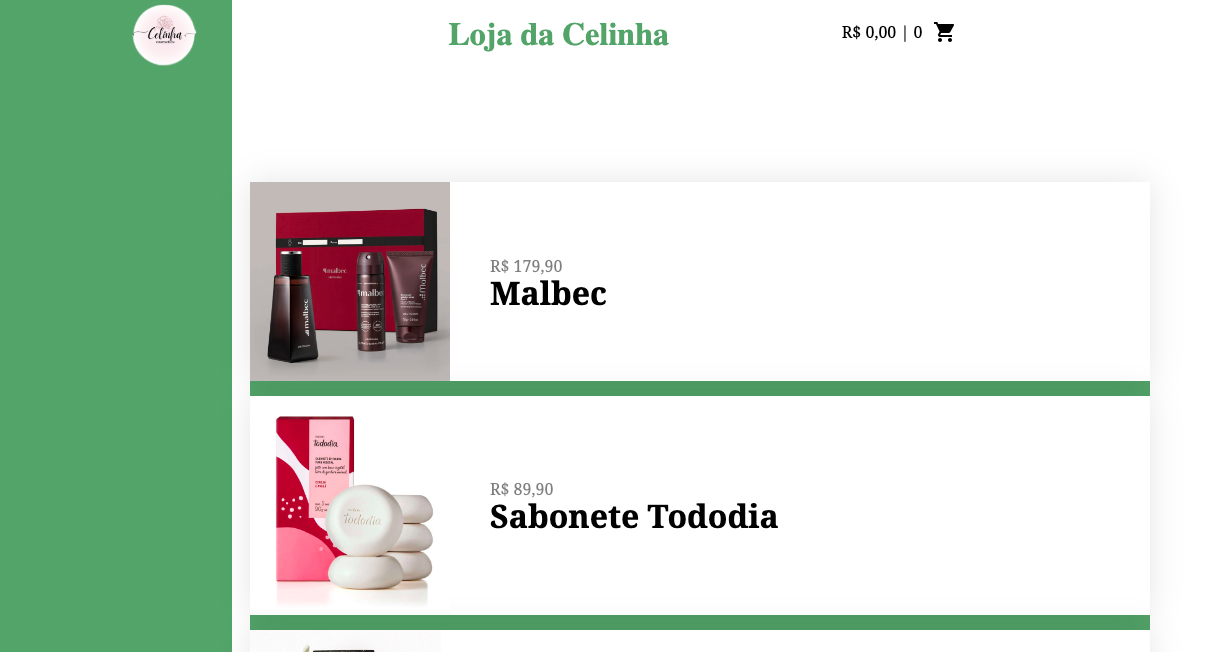 Celinha
Loja da Celinha
R$ 0,00 | 0
malbec
malbec
malbec
malbec
R$ 179,90
Malbec
Tododia
tododia
R$ 89,90
Sabonete Tododia